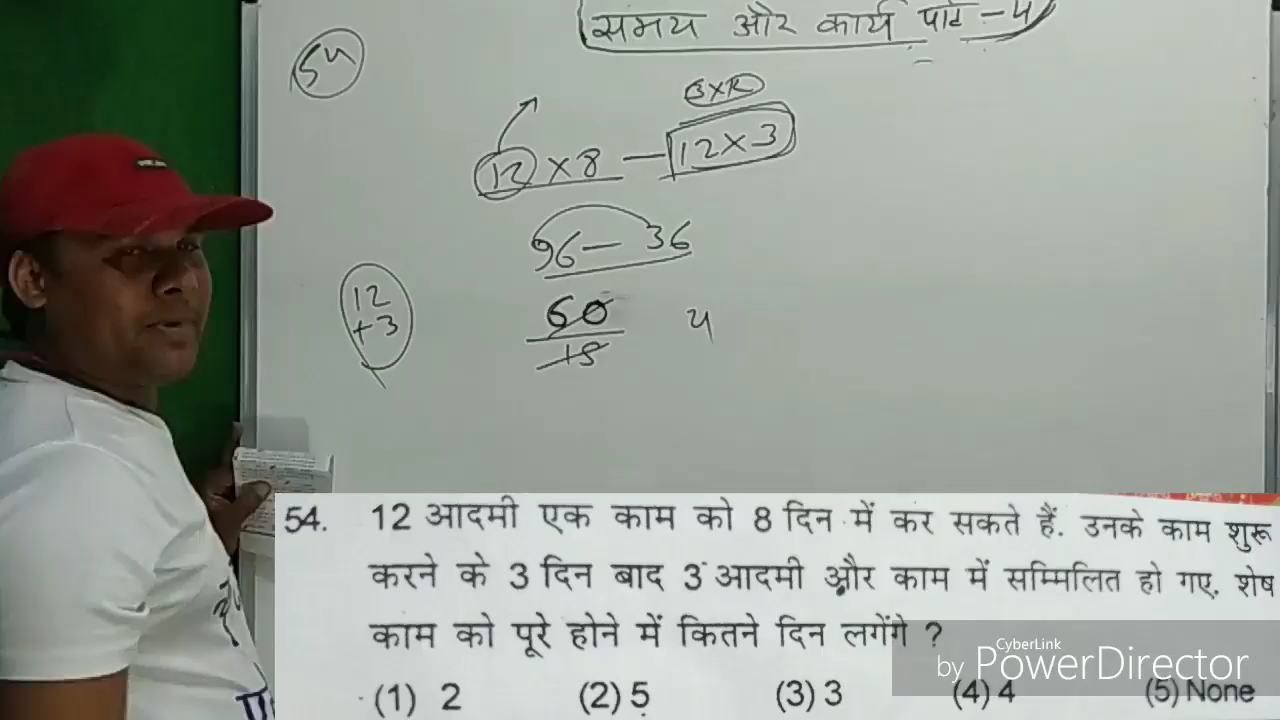 समय और कार्य पार्ट - 4
54
3×12
12 × 8 — 12×3
96 — 36
12
+3
60
15
4
54. 12 आदमी एक काम को 8 दिन में कर सकते हैं. उनके काम शुरू
करने के 3 दिन बाद 3 आदमी और काम में सम्मिलित हो गए. शेष
काम को पूरे होने में कितने दिन लगेंगे ?
CyberLink
by PowerDirector
(1) 2 (2) 5 (3) 3 (4) 4 (5) None